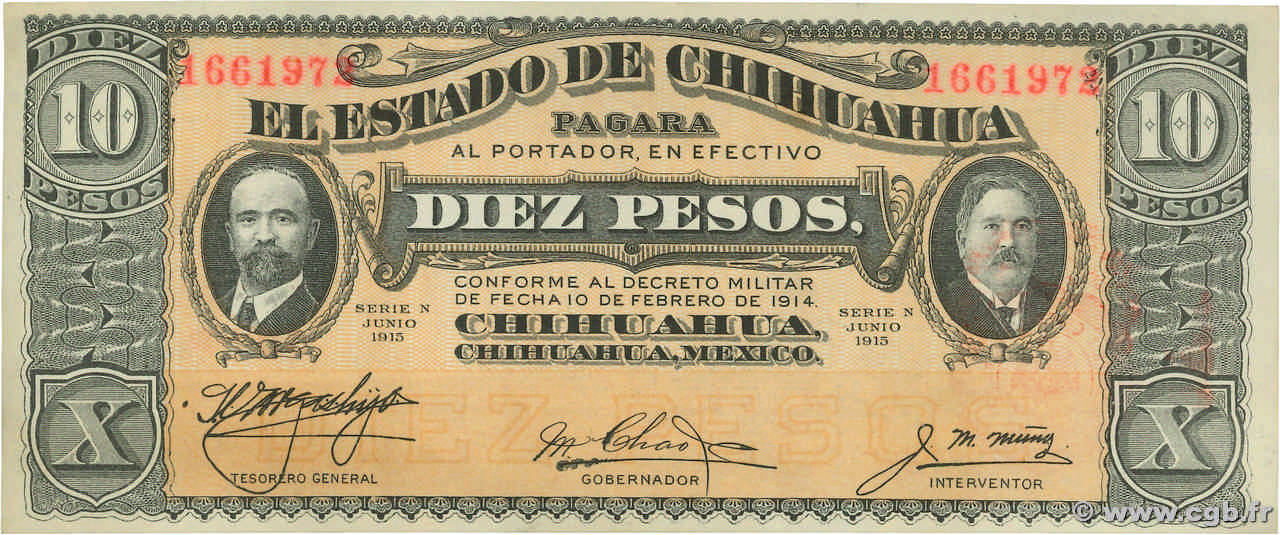 DIEZ
10
PESOS
1661972
EL ESTADO DE CHIHUAHUA
1661972
DIEZ
10
PESOS
PAGARA
AL PORTADOR, EN EFECTIVO
DIEZ PESOS,
CONFORME AL DECRETO MILITAR
DE FECHA 10 DE FEBRERO DE 1914.
CHIHUAHUA,
CHIHUAHUA, MEXICO.
SERIE N
JUNIO
1915
SERIE N
JUNIO
1915
DIEZ PESOS
X
X
M Chao
J. M. Núñez
TESORERO GENERAL
GOBERNADOR
INTERVENTOR
© www.cgb.fr